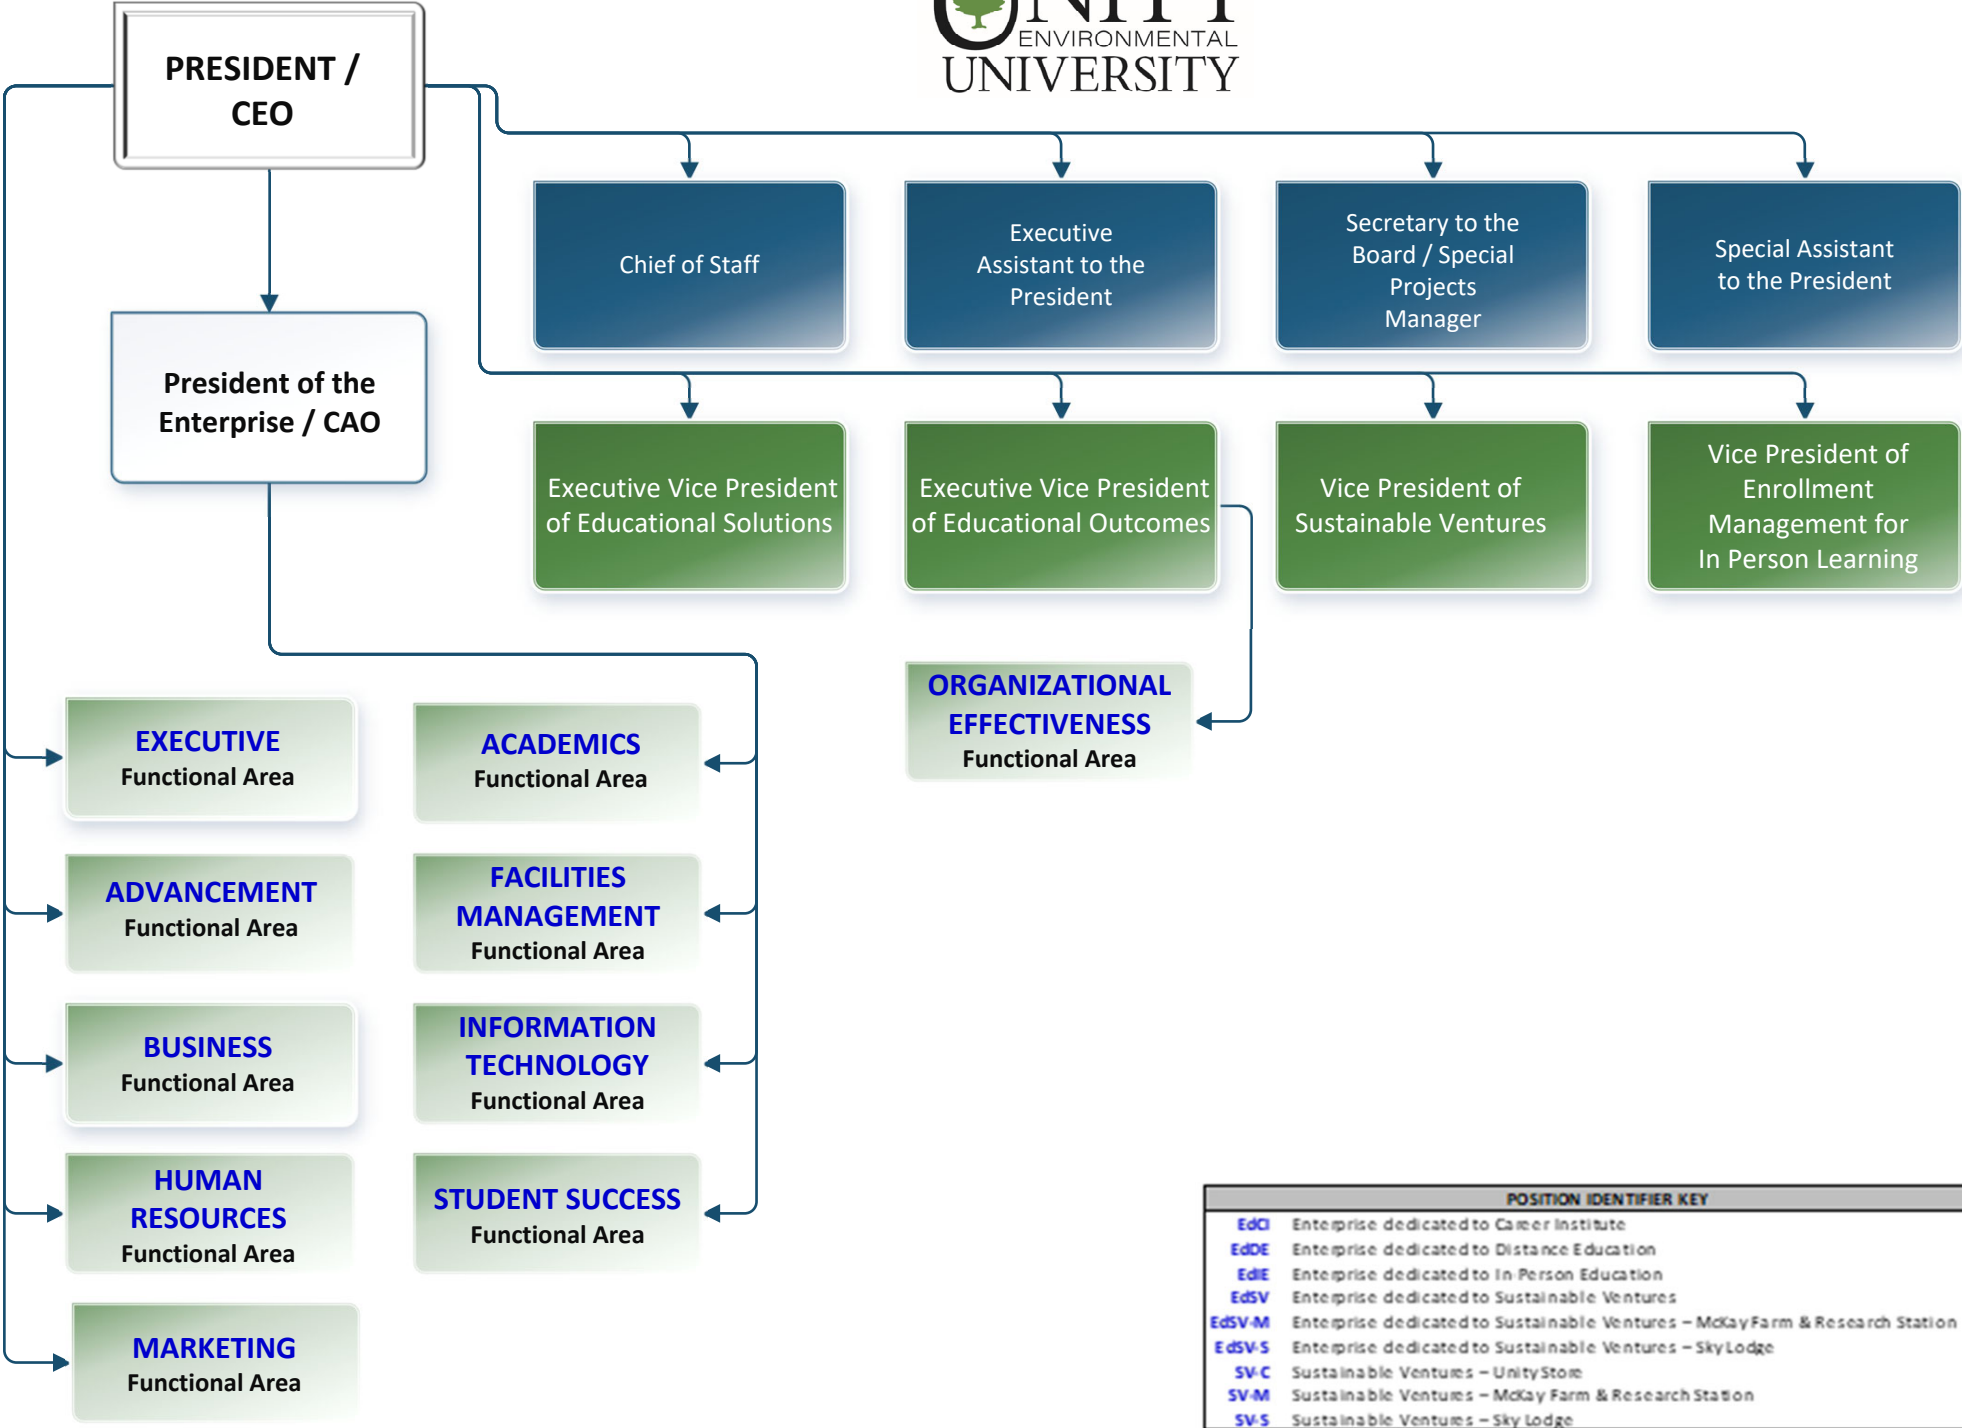 UNITY
ENVIRONMENTAL
UNIVERSITY
PRESIDENT /
CEO
Chief of Staff
Executive
Assistant to the
President
Secretary to the
Board / Special
Projects
Manager
Special Assistant
to the President
President of the
Enterprise / CAO
Executive Vice President
of Educational Solutions
Executive Vice President
of Educational Outcomes
Vice President of
Sustainable Ventures
Vice President of
Enrollment
Management for
In Person Learning
ORGANIZATIONAL
EFFECTIVENESS
Functional Area
EXECUTIVE
Functional Area
ACADEMICS
Functional Area
ADVANCEMENT
Functional Area
FACILITIES
MANAGEMENT
Functional Area
BUSINESS
Functional Area
INFORMATION
TECHNOLOGY
Functional Area
HUMAN
RESOURCES
Functional Area
STUDENT SUCCESS
Functional Area
MARKETING
Functional Area
POSITION IDENTIFIER KEY
EdCI Enterprise dedicated to Career Institute
EdDE Enterprise dedicated to Distance Education
EdIE Enterprise dedicated to In-Person Education
EdSV Enterprise dedicated to Sustainable Ventures
EdSV-M Enterprise dedicated to Sustainable Ventures – McKay Farm & Research Station
EdSV-S Enterprise dedicated to Sustainable Ventures – Sky Lodge
SV-C Sustainable Ventures – Unity Store
SV-M Sustainable Ventures – McKay Farm & Research Station
SV-S Sustainable Ventures – Sky Lodge